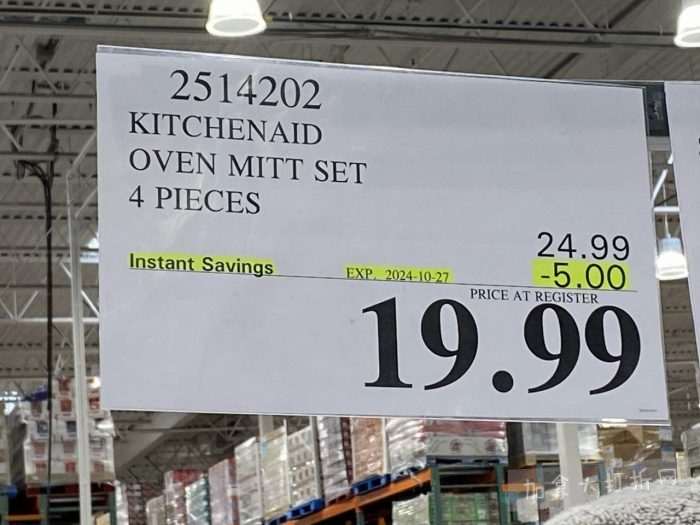 2514202
KITCHENAID
OVEN MITT SET
4 PIECES
24.99
Instant Savings EXP. 2024-10-27 -5.00
PRICE AT REGISTER
19.99
加拿大打折网